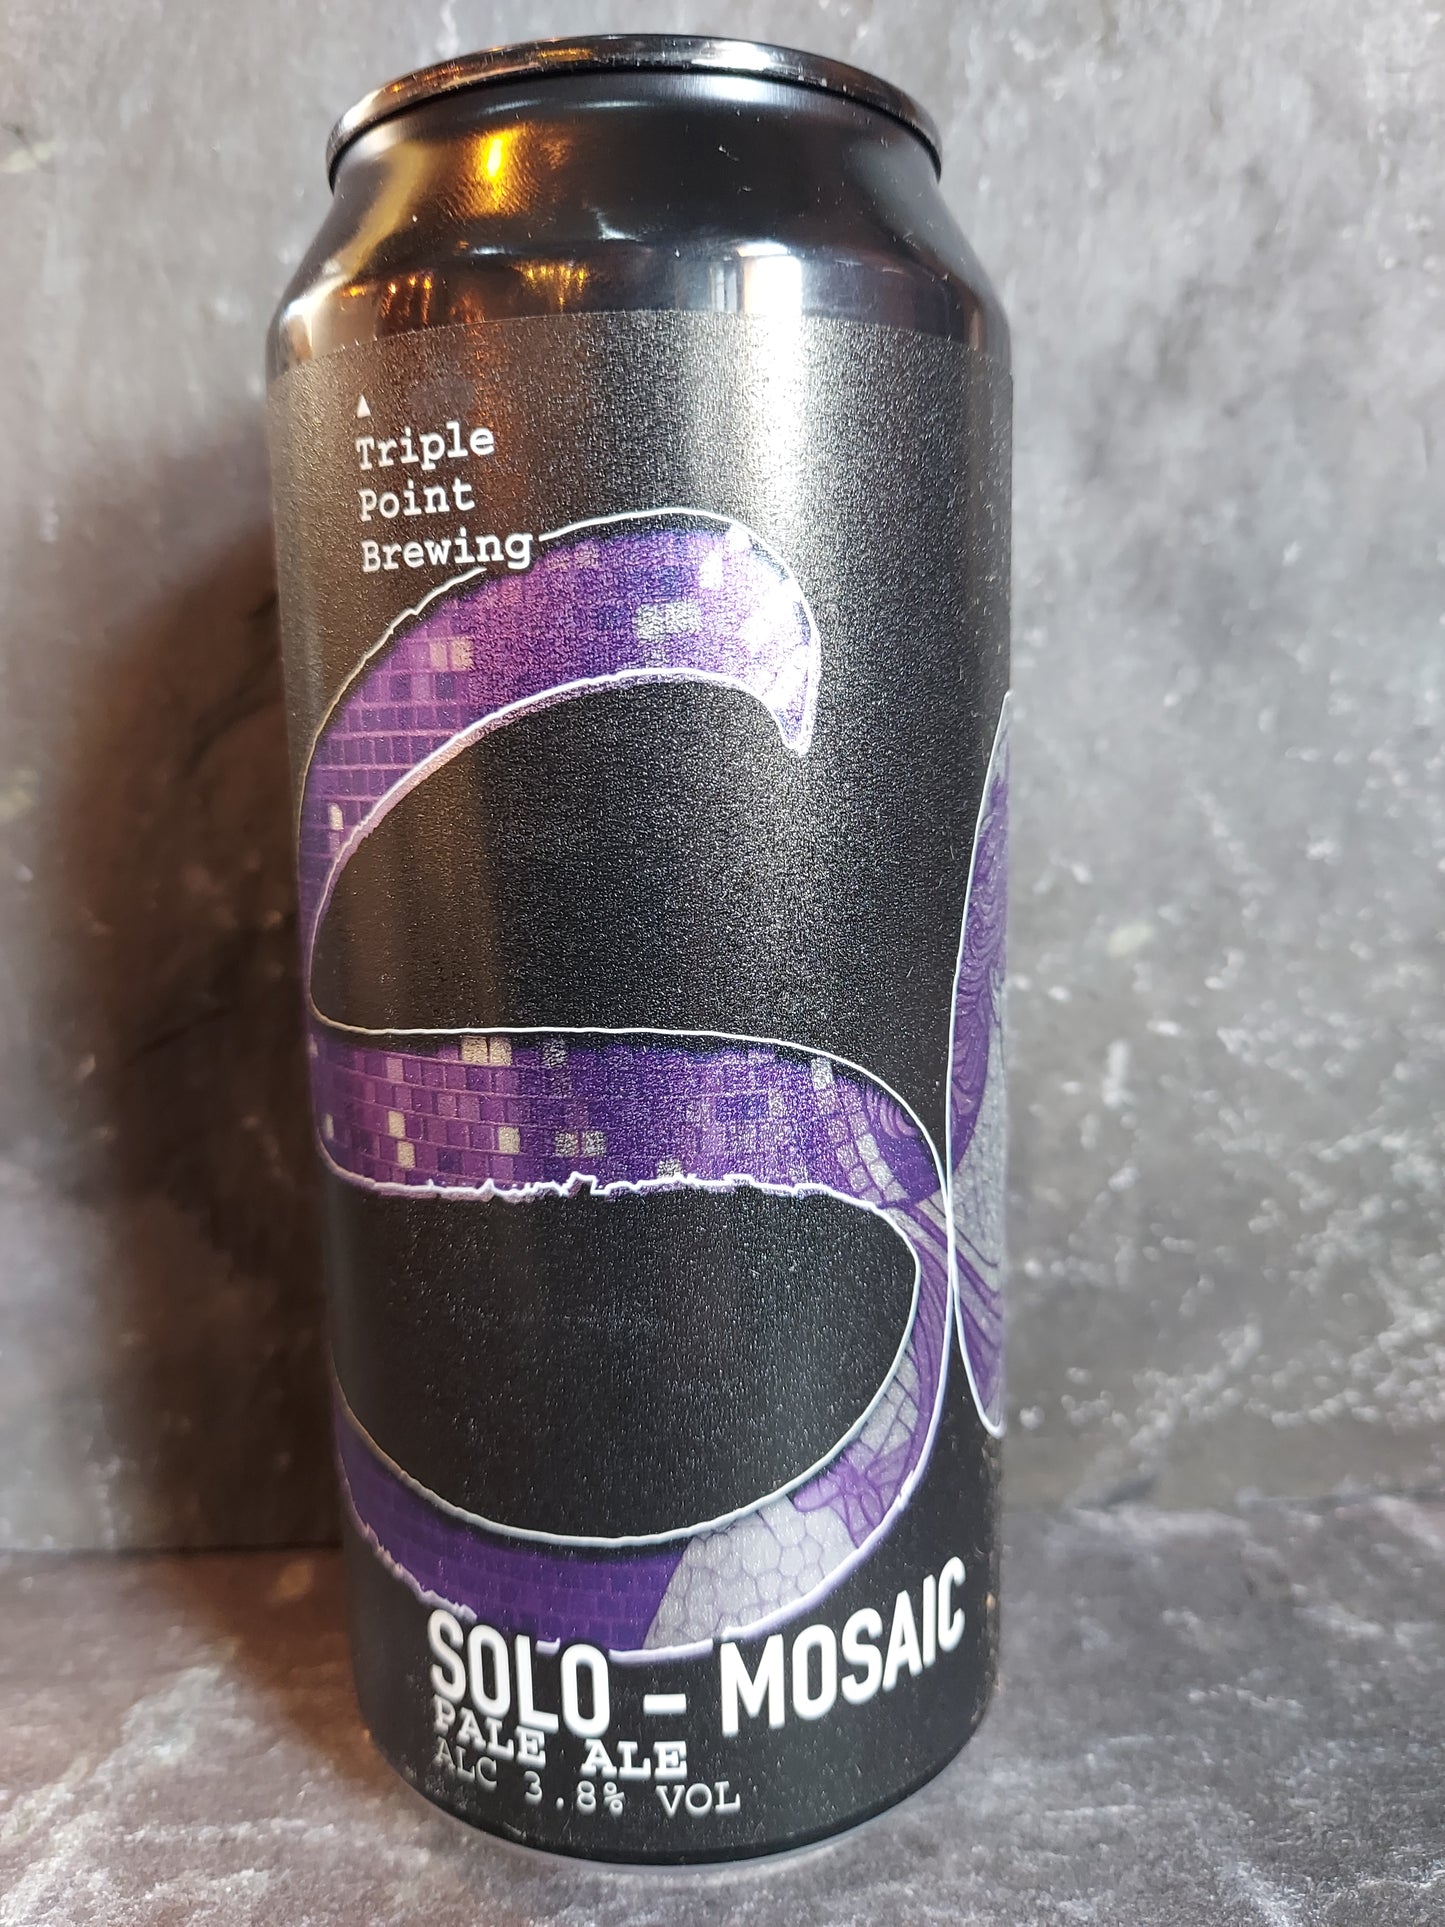 Triple
Point
Brewing
SOLO – MOSAIC
PALE ALE
ALC 3.8% VOL